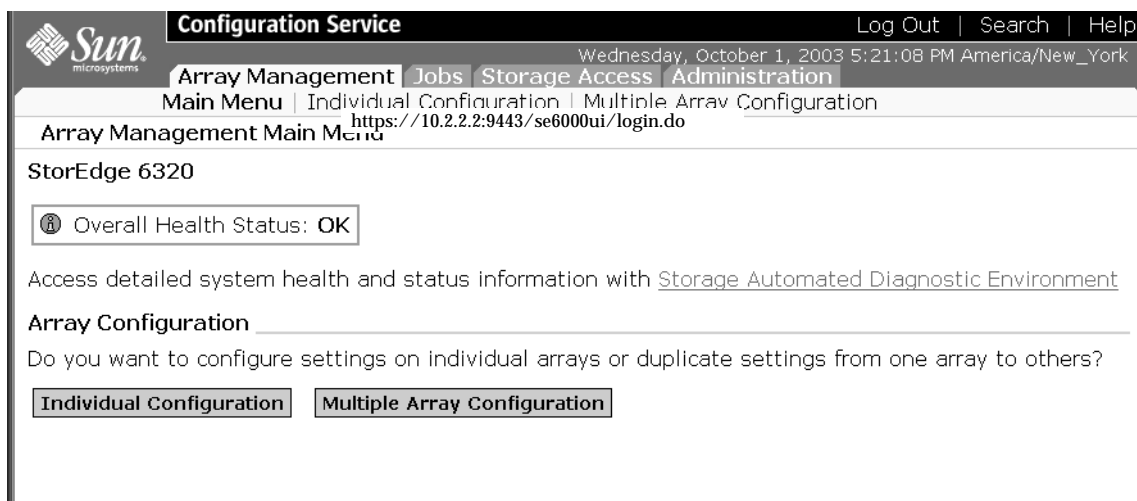 Sun microsystems
Configuration Service
Log Out | Search | Help
Wednesday, October 1, 2003 5:21:08 PM America/New_York
Array Management Jobs Storage Access Administration
Main Menu | Individual Configuration | Multiple Array Configuration
https://10.2.2.2:9443/se6000ui/login.do
Array Management Main Menu
StorEdge 6320
Overall Health Status: OK
Access detailed system health and status information with Storage Automated Diagnostic Environment
Array Configuration
Do you want to configure settings on individual arrays or duplicate settings from one array to others?
Individual Configuration Multiple Array Configuration